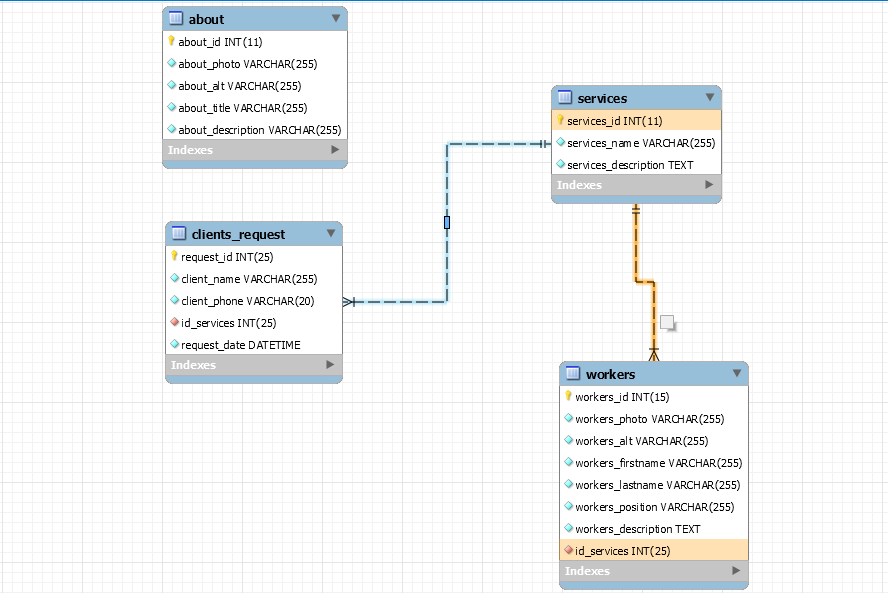 about
about_id INT(11)
about_photo VARCHAR(255)
about_alt VARCHAR(255)
about_title VARCHAR(255)
about_description VARCHAR(255)
Indexes
services
services_id INT(11)
services_name VARCHAR(255)
services_description TEXT
Indexes
clients_request
request_id INT(25)
client_name VARCHAR(255)
client_phone VARCHAR(20)
id_services INT(25)
request_date DATETIME
Indexes
workers
workers_id INT(15)
workers_photo VARCHAR(255)
workers_alt VARCHAR(255)
workers_firstname VARCHAR(255)
workers_lastname VARCHAR(255)
workers_position VARCHAR(255)
workers_description TEXT
id_services INT(25)
Indexes